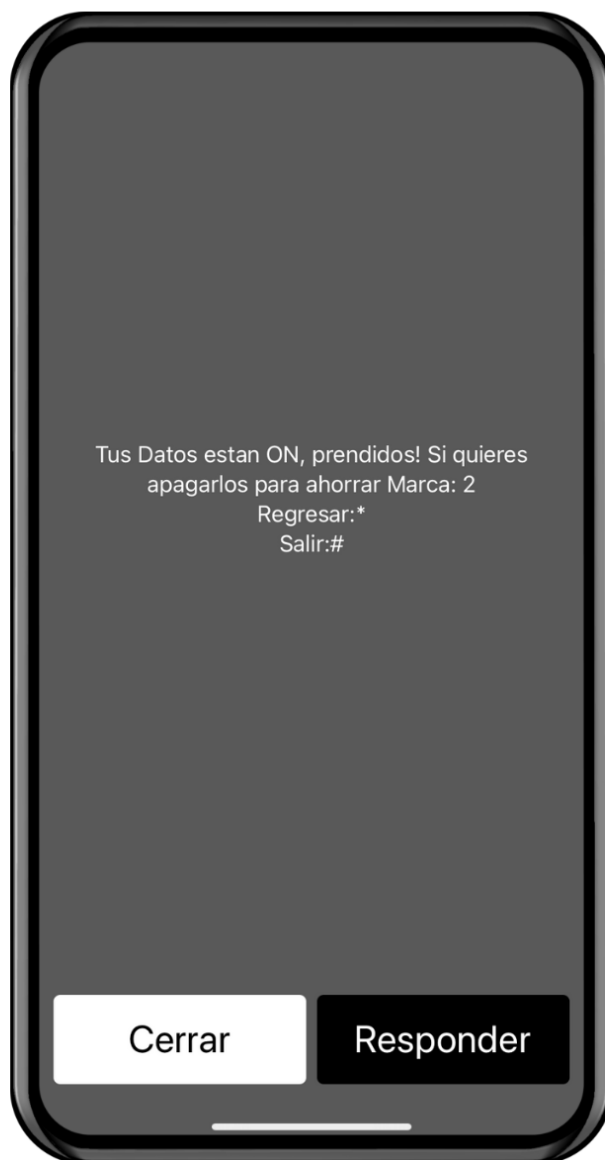 Tus Datos estan ON, prendidos! Si quieres
apagarlos para ahorrar Marca: 2
Regresar:*
Salir:#
Cerrar
Responder